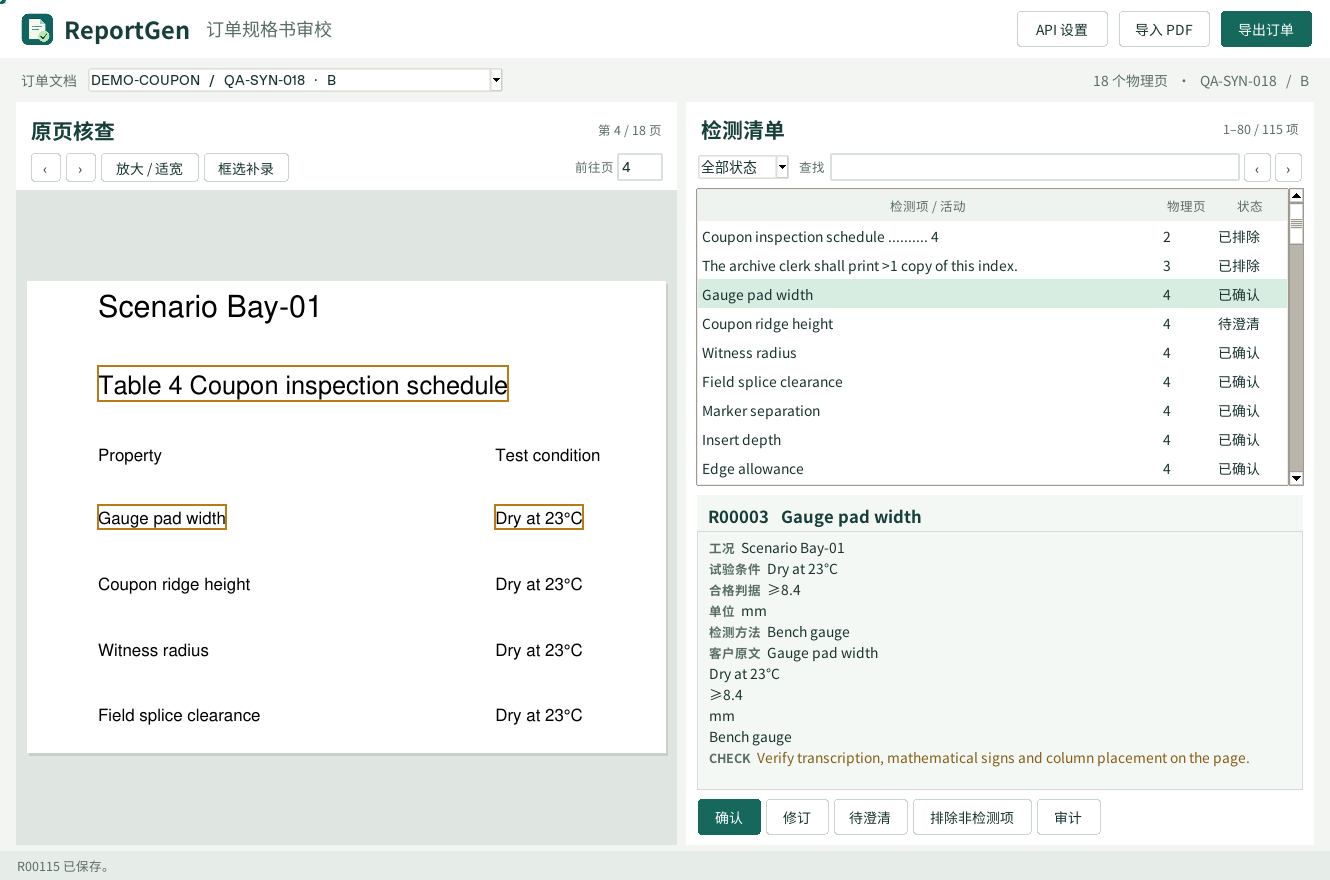 ReportGen 订单规格书审校 API 设置 导入 PDF 导出订单
订单文档 DEMO-COUPON / QA-SYN-018 · B 18 个物理页 · QA-SYN-018 / B
原页核查 第 4 / 18 页
‹ › 放大 / 适宽 框选补录 前往页 4
Scenario Bay-01
Table 4 Coupon inspection schedule
Property Test condition
Gauge pad width Dry at 23°C
Coupon ridge height Dry at 23°C
Witness radius Dry at 23°C
Field splice clearance Dry at 23°C
检测清单 1–80 / 115 项
全部状态 查找 ‹ ›
检测项 / 活动 物理页 状态
Coupon inspection schedule .......... 4 2 已排除
The archive clerk shall print >1 copy of this index. 3 已排除
Gauge pad width 4 已确认
Coupon ridge height 4 待澄清
Witness radius 4 已确认
Field splice clearance 4 已确认
Marker separation 4 已确认
Insert depth 4 已确认
Edge allowance 4 已确认
R00003 Gauge pad width
工况 Scenario Bay-01
试验条件 Dry at 23°C
合格判据 ≥8.4
单位 mm
检测方法 Bench gauge
客户原文 Gauge pad width
Dry at 23°C
≥8.4
mm
Bench gauge
CHECK Verify transcription, mathematical signs and column placement on the page.
确认 修订 待澄清 排除非检测项 审计
R00115 已保存。